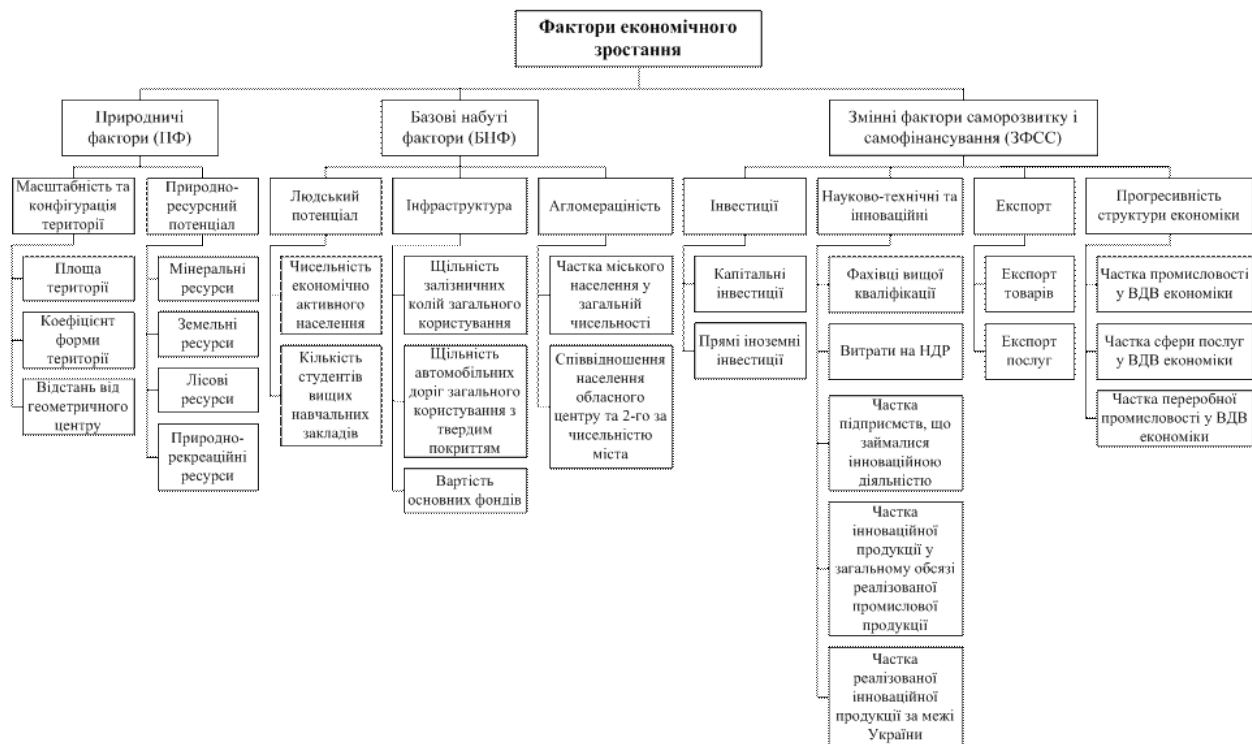 Фактори економічного
зростання
Природничі
фактори (ПФ)
Базові набуті
фактори (БНФ)
Змінні фактори саморозвитку і
самофінансування (ЗФСС)
Масштабність та
конфігурація
території
Природно-
ресурсний
потенціал
Людський
потенціал
Інфраструктура
Агломераційність
Інвестиції
Науково-технічні та
інноваційні
Експорт
Прогресивність
структури економіки
Площа
території
Коефіцієнт
форми
території
Відстань від
геометричного
центру
Мінеральні
ресурси
Земельні
ресурси
Лісові
ресурси
Природно-
рекреаційні
ресурси
Чисельність
економічно
активного
населення
Кількість
студентів
вищих
навчальних
закладів
Щільність
залізничних
колій загального
користування
Щільність
автомобільних
доріг загального
користування з
твердим
покриттям
Вартість
основних фондів
Частка міського
населення у
загальній
чисельності
Співвідношення
населення
обласного
центру та 2-го за
чисельністю
міста
Капітальні
інвестиції
Прямі іноземні
інвестиції
Фахівці вищої
кваліфікації
Витрати на НДР
Частка
підприємств, що
займалися
інноваційною
діяльністю
Частка
інноваційної
продукції у
загальному обсязі
реалізованої
промислової
продукції
Частка
реалізованої
інноваційної
продукції за межі
України
Експорт
товарів
Експорт
послуг
Частка промисловості
у ВДВ економіки
Частка сфери послуг
у ВДВ економіки
Частка переробної
промисловості у ВДВ
економіки